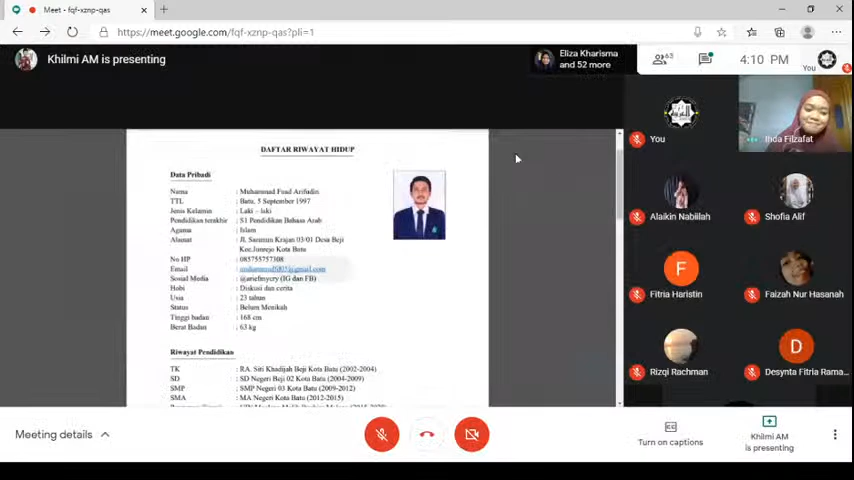 Meet - fqf-xznp-qas
https://meet.google.com/fqf-xznp-qas?pli=1
Khilmi AM is presenting
Eliza Kharisma
and 52 more
63
4:10 PM
You
DAFTAR RIWAYAT HIDUP
Data Pribadi
Nama : Muhammad Fuad Arifudin
TTL : Batu, 5 September 1997
Jenis Kelamin : Laki - laki
Pendidikan terakhir : S1 Pendidikan Bahasa Arab
Agama : Islam
Alamat : Jl. Saruman Krajan 03/01 Desa Beji
Kec.Junrejo Kota Batu
No HP : 085755757308
Email :
Sosial Media : (IG dan FB)
Hobi : Diskusi dan cerita
Usia : 23 tahun
Status : Belum Menikah
Tinggi badan : 168 cm
Berat Badan : 63 kg
Riwayat Pendidikan
TK : RA. Siti Khadijah Beji Kota Batu (2002-2004)
SD : SD Negeri Beji 02 Kota Batu (2004-2009)
SMP : SMP Negeri 03 Kota Batu (2009-2012)
SMA : MA Negeri Kota Batu (2012-2015)
You
Ihda Filzafat
Alaikin Nabiilah
Shofia Alif
F
Fitria Haristin
Faizah Nur Hasanah
Rizqi Rachman
D
Desynta Fitria Rama...
Meeting details
Turn on captions
Khilmi AM
is presenting